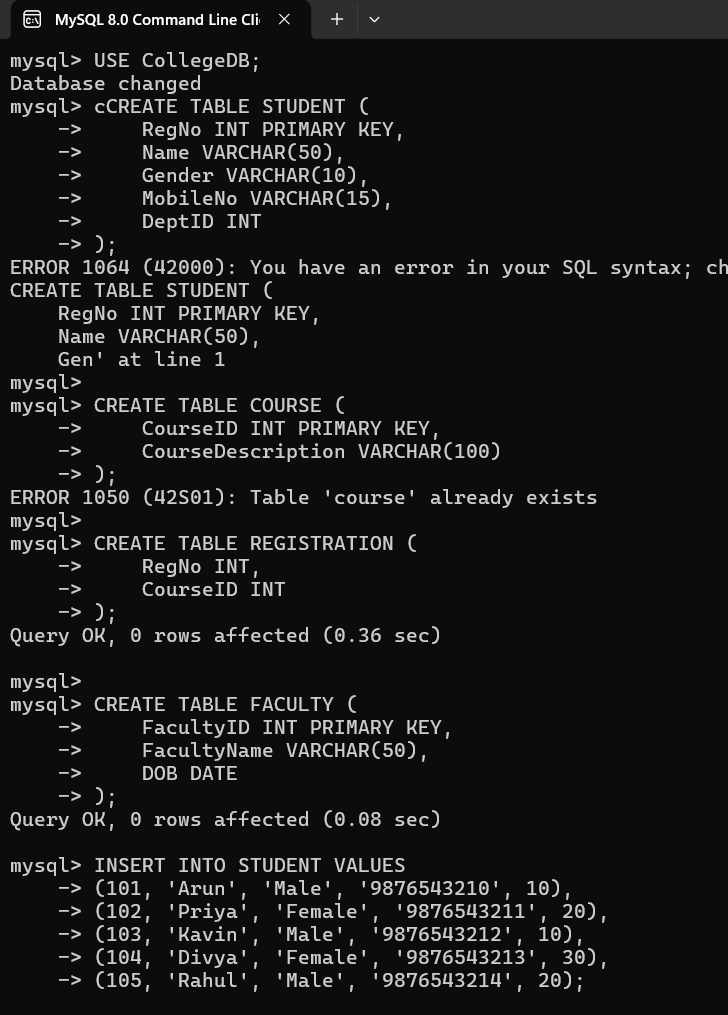 MySQL 8.0 Command Line Cli
mysql> USE CollegeDB;
Database changed
mysql> cCREATE TABLE STUDENT (
    ->     RegNo INT PRIMARY KEY,
    ->     Name VARCHAR(50),
    ->     Gender VARCHAR(10),
    ->     MobileNo VARCHAR(15),
    ->     DeptID INT
    -> );
ERROR 1064 (42000): You have an error in your SQL syntax; ch
CREATE TABLE STUDENT (
    RegNo INT PRIMARY KEY,
    Name VARCHAR(50),
    Gen' at line 1
mysql>
mysql> CREATE TABLE COURSE (
    ->     CourseID INT PRIMARY KEY,
    ->     CourseDescription VARCHAR(100)
    -> );
ERROR 1050 (42S01): Table 'course' already exists
mysql>
mysql> CREATE TABLE REGISTRATION (
    ->     RegNo INT,
    ->     CourseID INT
    -> );
Query OK, 0 rows affected (0.36 sec)

mysql>
mysql> CREATE TABLE FACULTY (
    ->     FacultyID INT PRIMARY KEY,
    ->     FacultyName VARCHAR(50),
    ->     DOB DATE
    -> );
Query OK, 0 rows affected (0.08 sec)

mysql> INSERT INTO STUDENT VALUES
    -> (101, 'Arun', 'Male', '9876543210', 10),
    -> (102, 'Priya', 'Female', '9876543211', 20),
    -> (103, 'Kavin', 'Male', '9876543212', 10),
    -> (104, 'Divya', 'Female', '9876543213', 30),
    -> (105, 'Rahul', 'Male', '9876543214', 20);